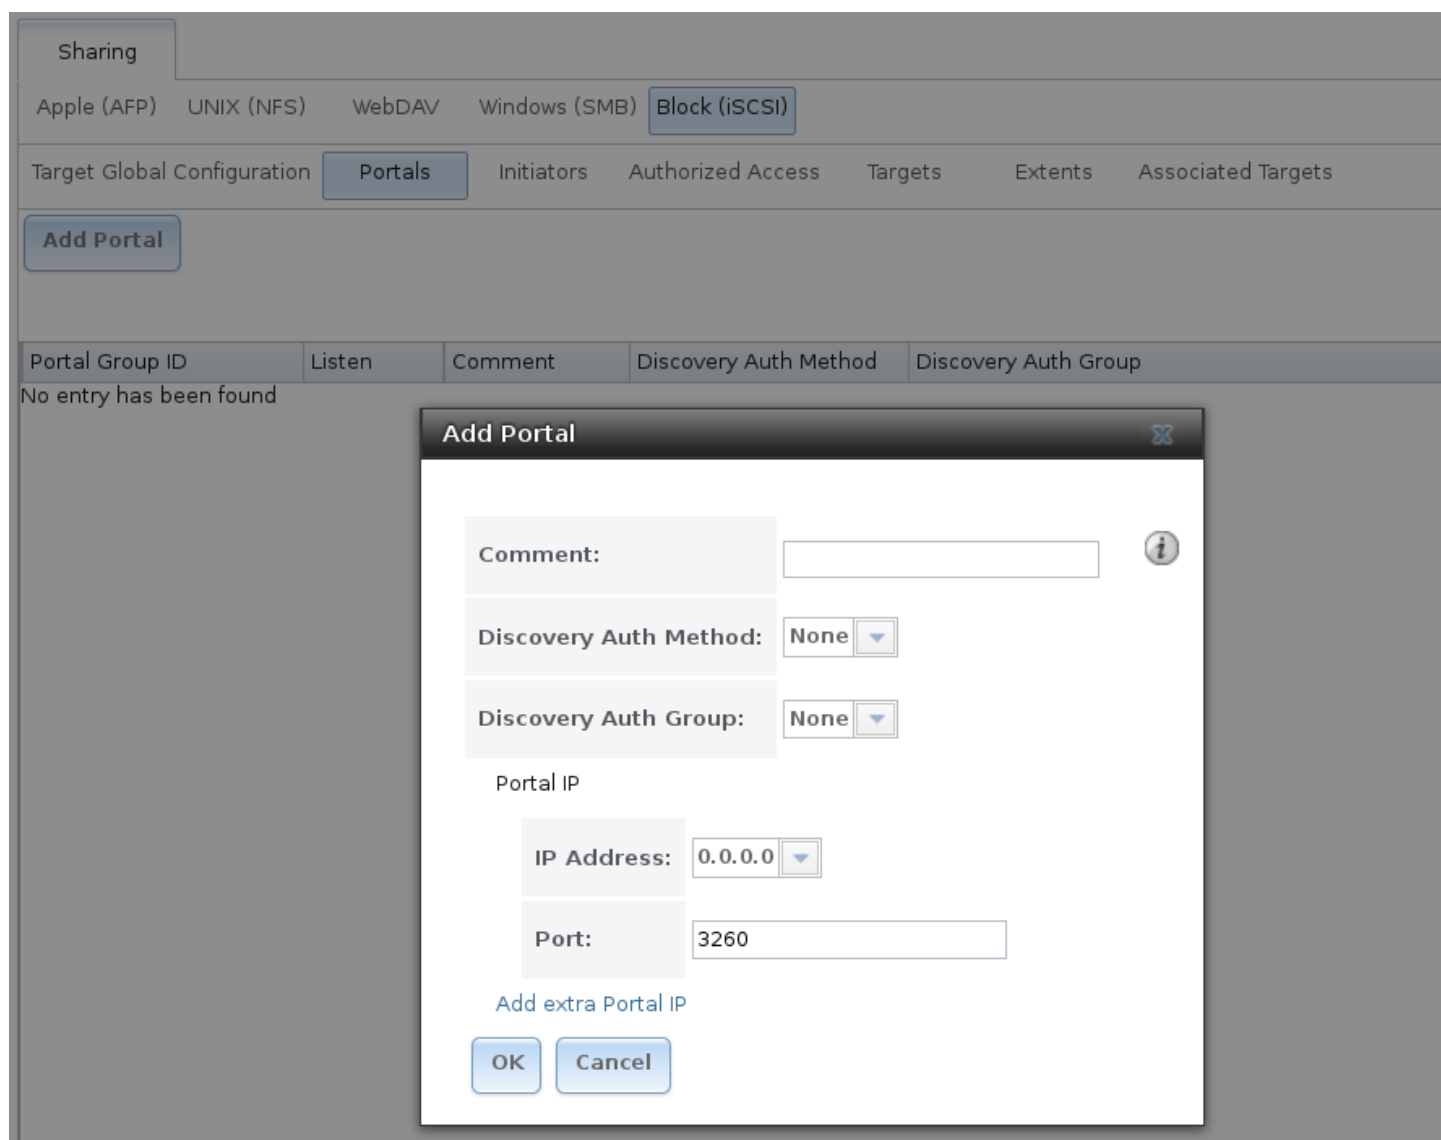 Sharing
Apple (AFP) UNIX (NFS) WebDAV Windows (SMB) Block (iSCSI)
Target Global Configuration Portals Initiators Authorized Access Targets Extents Associated Targets
Add Portal
Portal Group ID Listen Comment Discovery Auth Method Discovery Auth Group
No entry has been found
Add Portal
Comment:
Discovery Auth Method: None
Discovery Auth Group: None
Portal IP
IP Address: 0.0.0.0
Port: 3260
Add extra Portal IP
OK Cancel